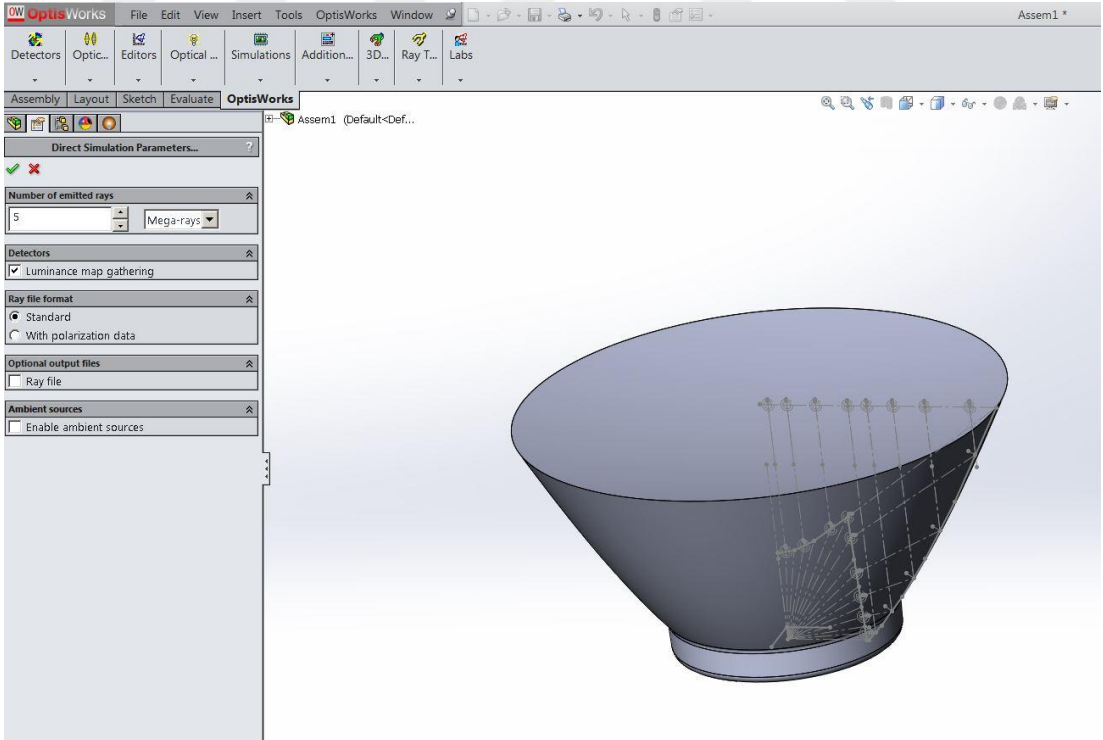 OW OptisWorks File Edit View Insert Tools OptisWorks Window Assem1 *
Detectors Optic... Editors Optical ... Simulations Addition... 3D... Ray T... Labs
Assembly Layout Sketch Evaluate OptisWorks
Assem1 (Default<Def...
Direct Simulation Parameters... ?
Number of emitted rays
5 Mega-rays
Detectors
Luminance map gathering
Ray file format
Standard
With polarization data
Optional output files
Ray file
Ambient sources
Enable ambient sources